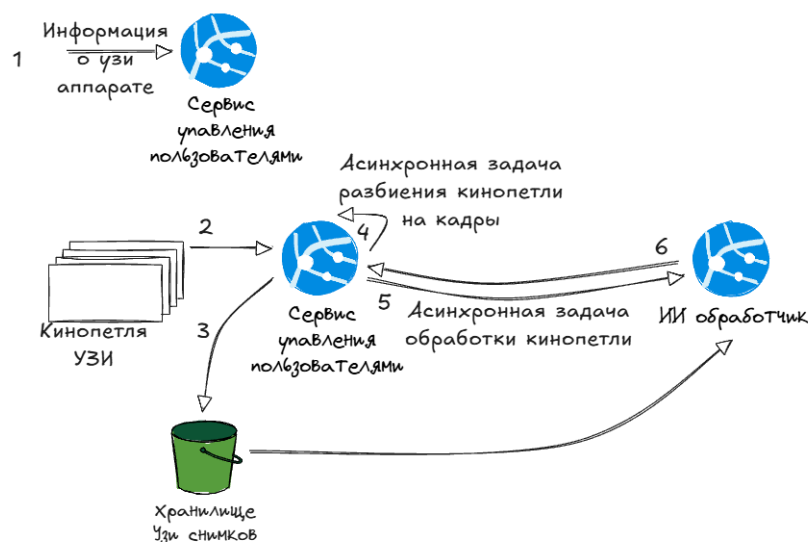 1
Информация
о узи
аппарате
Сервис
упавления
пользователями
Асинхронная задача
разбиения кинопетли
на кадры
2
4
6
Кинопетля
УЗИ
3
Сервис
упавления
пользователями
5
Асинхронная задача
обработки кинопетли
ИИ обработчик
Хранилище
Узи снимков